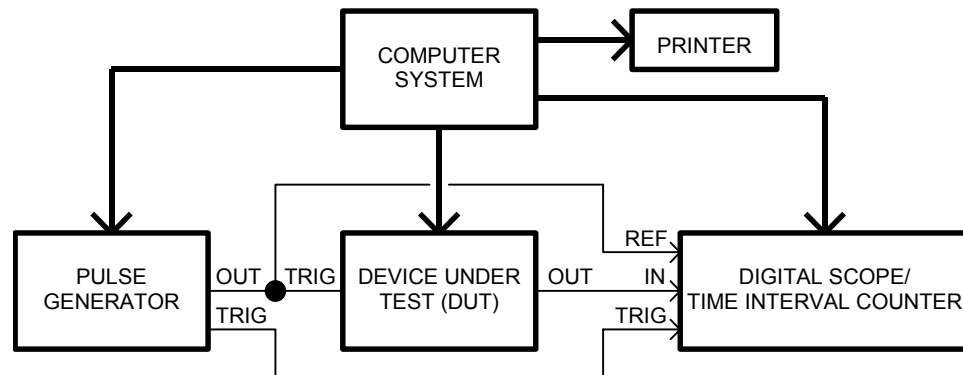 COMPUTER
SYSTEM
PRINTER
REF
PULSE
GENERATOR
OUT
TRIG
TRIG
DEVICE UNDER
TEST (DUT)
OUT
IN
TRIG
DIGITAL SCOPE/
TIME INTERVAL COUNTER